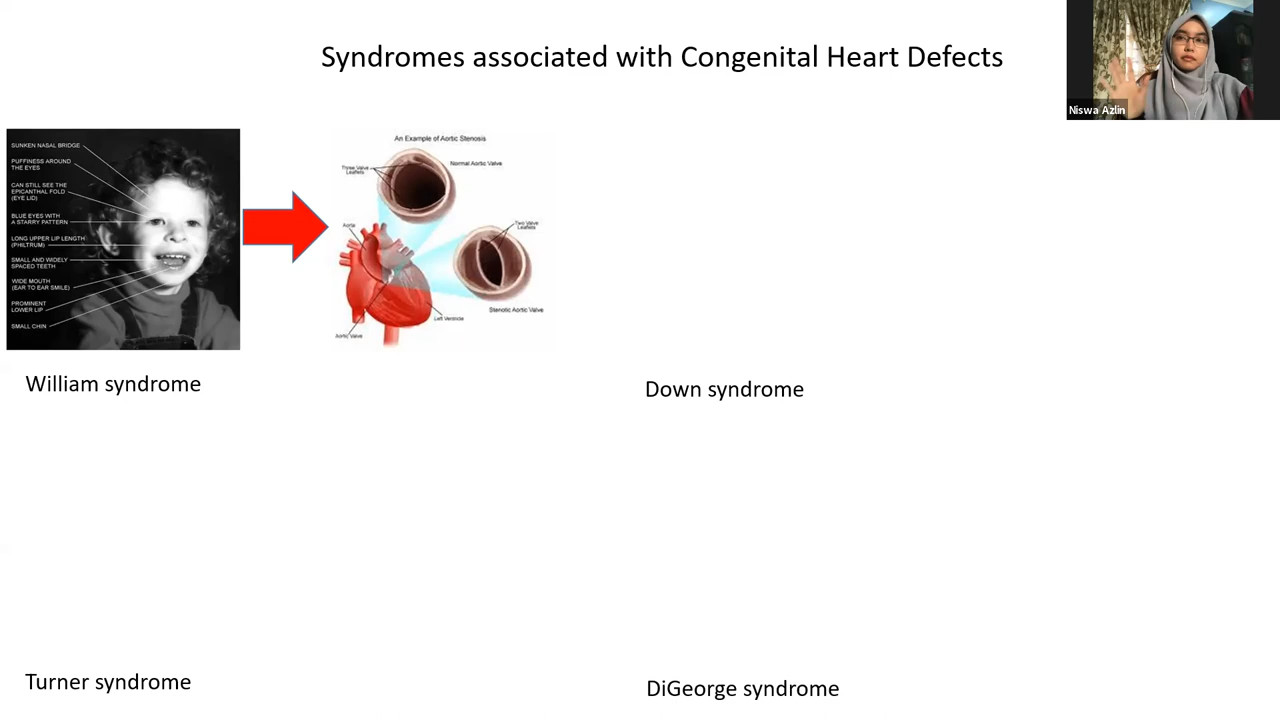 Syndromes associated with Congenital Heart Defects
Niswa Azlin
SUNKEN NASAL BRIDGE
PUFFINESS AROUND
THE EYES
CAN STILL SEE THE
EPICANTHAL FOLD
(EYE LID)
BLUE EYES WITH
A STARRY PATTERN
LONG UPPER LIP LENGTH
(PHILTRUM)
SMALL AND WIDELY
SPACED TEETH
WIDE MOUTH
(EAR TO EAR SMILE)
PROMINENT
LOWER LIP
SMALL CHIN
An Example of Aortic Stenosis
Three Valve
Leaflets
Normal Aortic Valve
Aorta
Two Valve
Leaflets
Stenotic Aortic Valve
Left Ventricle
Aortic Valve
William syndrome
Down syndrome
Turner syndrome
DiGeorge syndrome